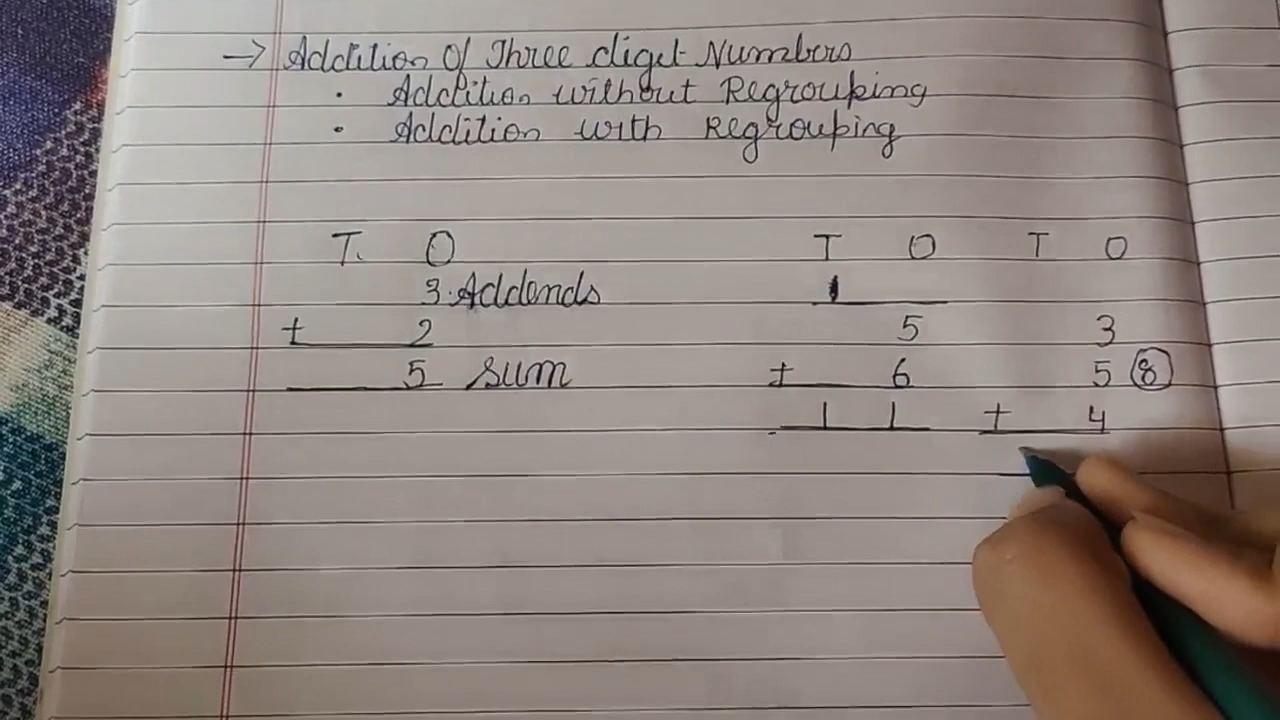 → Addition Of Three diget Numbers
· Addition without Regrouping
· Addition with Regrouping
T. O
3. Addends
+ 2
5 Sum
T O
1
5
+ 6
1 1
T O
3
5 8
+ 4